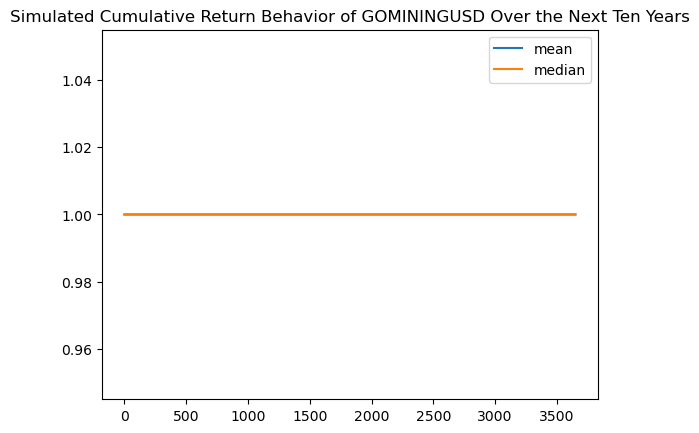 Simulated Cumulative Return Behavior of GOMININGUSD Over the Next Ten Years
mean
median
1.04
1.02
1.00
0.98
0.96
0 500 1000 1500 2000 2500 3000 3500